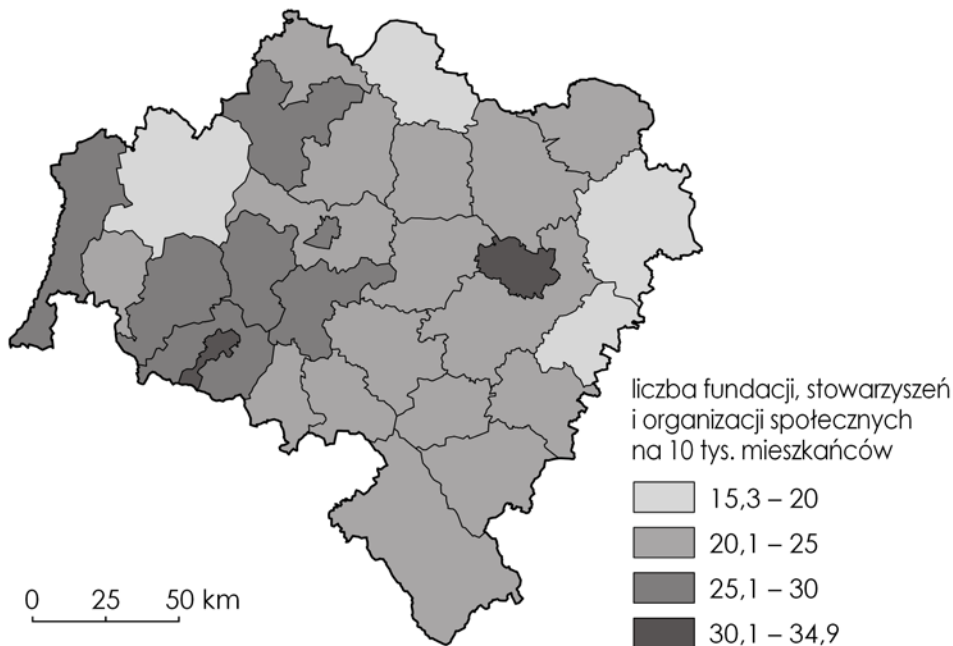 liczba fundacji, stowarzyszeń
i organizacji społecznych
na 10 tys. mieszkańców
15,3 – 20
20,1 – 25
25,1 – 30
30,1 – 34,9
0 25 50 km